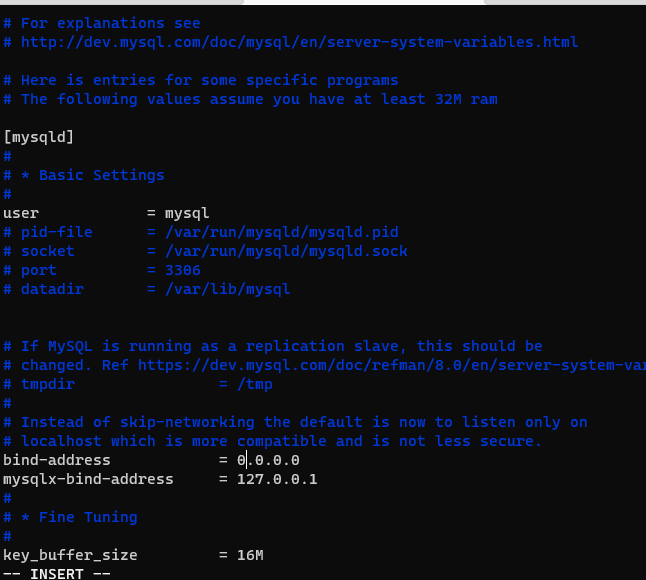 # For explanations see
# http://dev.mysql.com/doc/mysql/en/server-system-variables.html
# Here is entries for some specific programs
# The following values assume you have at least 32M ram
[mysqld]
#
# * Basic Settings
#
user = mysql
# pid-file = /var/run/mysqld/mysqld.pid
# socket = /var/run/mysqld/mysqld.sock
# port = 3306
# datadir = /var/lib/mysql
# If MySQL is running as a replication slave, this should be
# changed. Ref https://dev.mysql.com/doc/refman/8.0/en/server-system-var
# tmpdir = /tmp
#
# Instead of skip-networking the default is now to listen only on
# localhost which is more compatible and is not less secure.
bind-address = 0.0.0.0
mysqlx-bind-address = 127.0.0.1
#
# * Fine Tuning
#
key_buffer_size = 16M
-- INSERT --